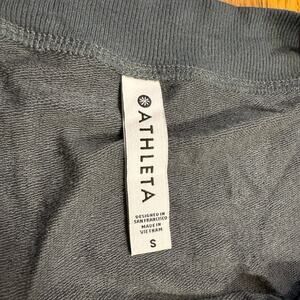 ATHLETA
DESIGNED IN
SAN FRANCISCO
MADE IN
VIETNAM
S